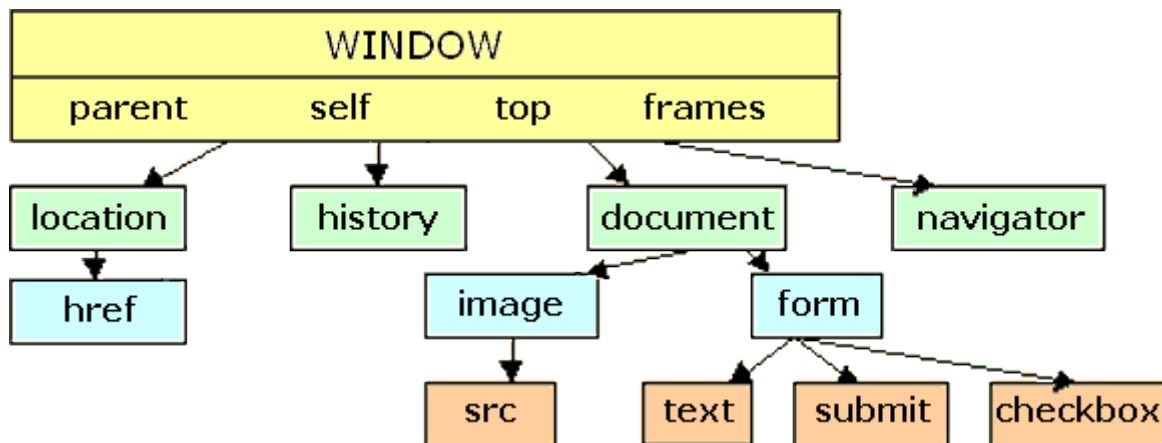 WINDOW
parent self top frames
location history document navigator
href image form
src text submit checkbox